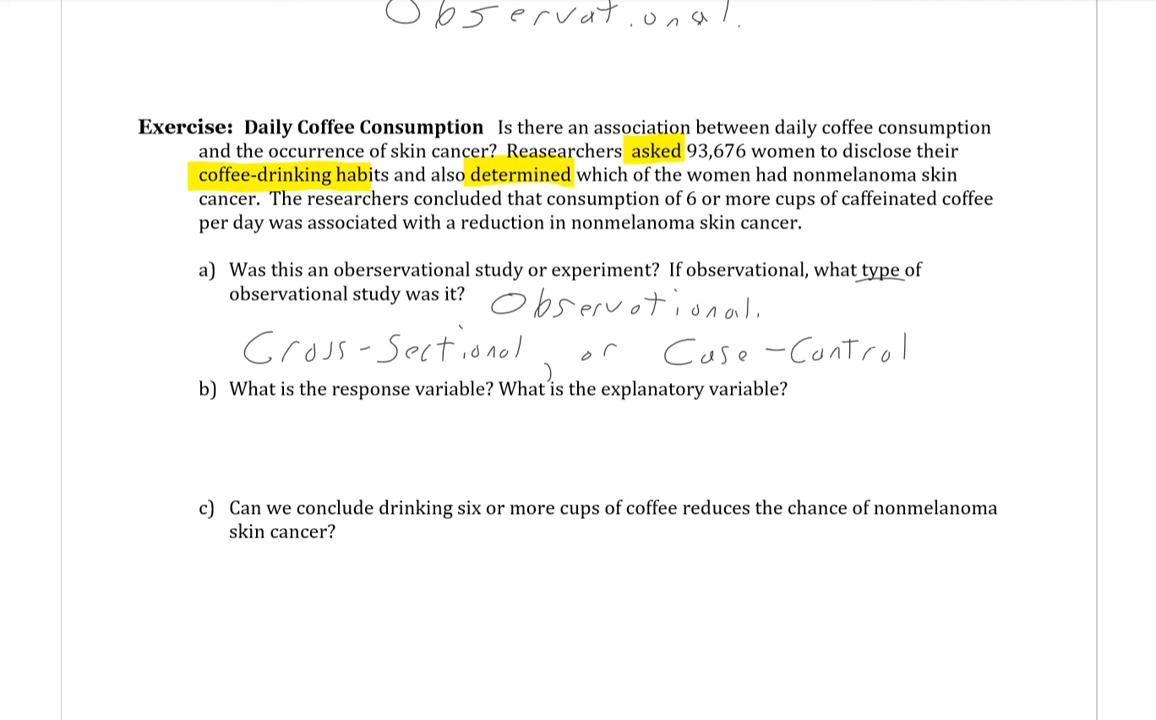 Observational.
Exercise: Daily Coffee Consumption Is there an association between daily coffee consumption
and the occurrence of skin cancer? Reasearchers asked 93,676 women to disclose their
coffee-drinking habits and also determined which of the women had nonmelanoma skin
cancer. The researchers concluded that consumption of 6 or more cups of caffeinated coffee
per day was associated with a reduction in nonmelanoma skin cancer.
a) Was this an oberservational study or experiment? If observational, what type of
observational study was it? Observational.
Cross-Sectional, or Case-Control
b) What is the response variable? What is the explanatory variable?
c) Can we conclude drinking six or more cups of coffee reduces the chance of nonmelanoma
skin cancer?